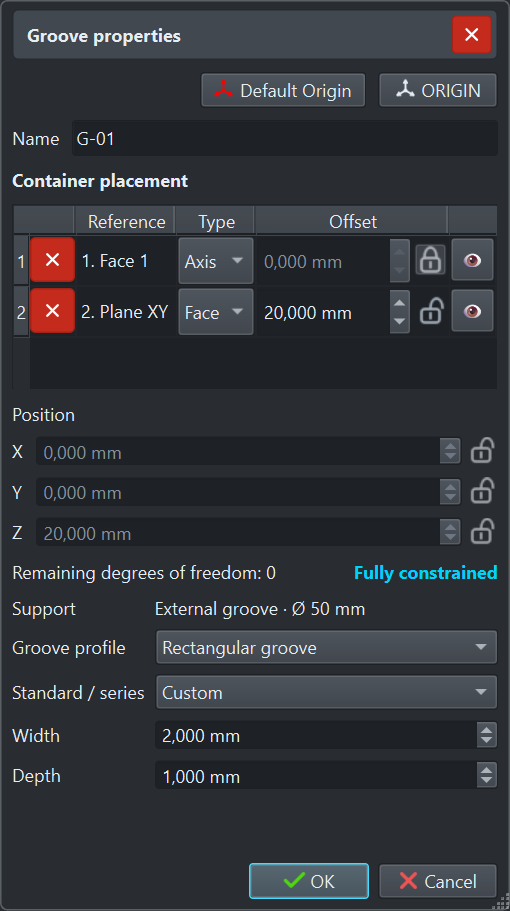 Groove properties
Default Origin
ORIGIN
Name G-01
Container placement
Reference Type Offset
1 1. Face 1 Axis 0,000 mm
2 2. Plane XY Face 20,000 mm
Position
X 0,000 mm
Y 0,000 mm
Z 20,000 mm
Remaining degrees of freedom: 0 Fully constrained
Support External groove · Ø 50 mm
Groove profile Rectangular groove
Standard / series Custom
Width 2,000 mm
Depth 1,000 mm
OK Cancel